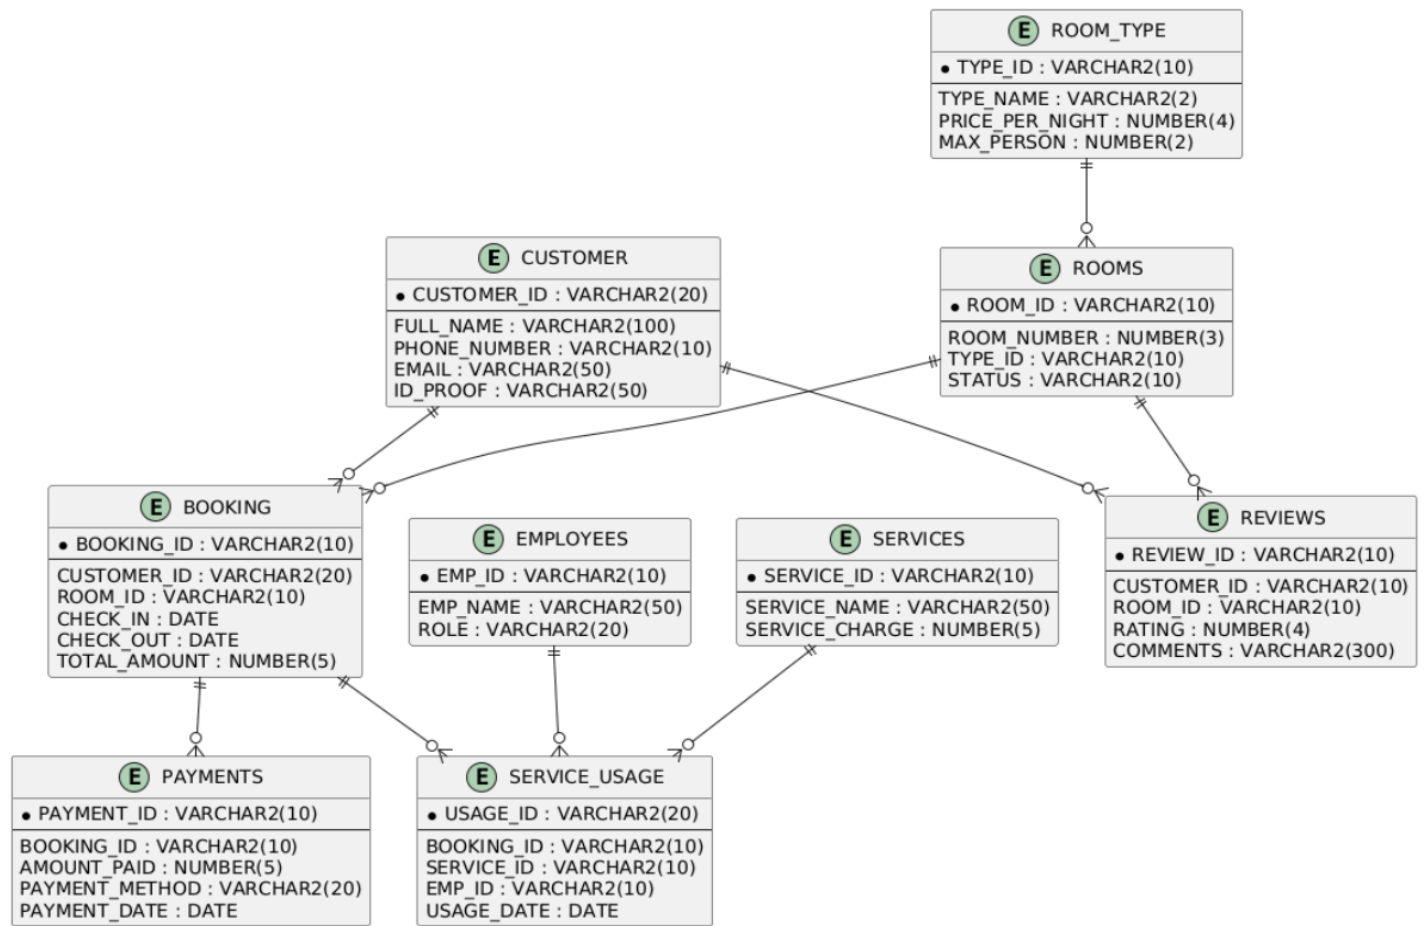 E ROOM_TYPE
* TYPE_ID : VARCHAR2(10)
TYPE_NAME : VARCHAR2(2)
PRICE_PER_NIGHT : NUMBER(4)
MAX_PERSON : NUMBER(2)
E CUSTOMER
* CUSTOMER_ID : VARCHAR2(20)
FULL_NAME : VARCHAR2(100)
PHONE_NUMBER : VARCHAR2(10)
EMAIL : VARCHAR2(50)
ID_PROOF : VARCHAR2(50)
E ROOMS
* ROOM_ID : VARCHAR2(10)
ROOM_NUMBER : NUMBER(3)
TYPE_ID : VARCHAR2(10)
STATUS : VARCHAR2(10)
E BOOKING
* BOOKING_ID : VARCHAR2(10)
CUSTOMER_ID : VARCHAR2(20)
ROOM_ID : VARCHAR2(10)
CHECK_IN : DATE
CHECK_OUT : DATE
TOTAL_AMOUNT : NUMBER(5)
E EMPLOYEES
* EMP_ID : VARCHAR2(10)
EMP_NAME : VARCHAR2(50)
ROLE : VARCHAR2(20)
E SERVICES
* SERVICE_ID : VARCHAR2(10)
SERVICE_NAME : VARCHAR2(50)
SERVICE_CHARGE : NUMBER(5)
E REVIEWS
* REVIEW_ID : VARCHAR2(10)
CUSTOMER_ID : VARCHAR2(10)
ROOM_ID : VARCHAR2(10)
RATING : NUMBER(4)
COMMENTS : VARCHAR2(300)
E PAYMENTS
* PAYMENT_ID : VARCHAR2(10)
BOOKING_ID : VARCHAR2(10)
AMOUNT_PAID : NUMBER(5)
PAYMENT_METHOD : VARCHAR2(20)
PAYMENT_DATE : DATE
E SERVICE_USAGE
* USAGE_ID : VARCHAR2(20)
BOOKING_ID : VARCHAR2(10)
SERVICE_ID : VARCHAR2(10)
EMP_ID : VARCHAR2(10)
USAGE_DATE : DATE